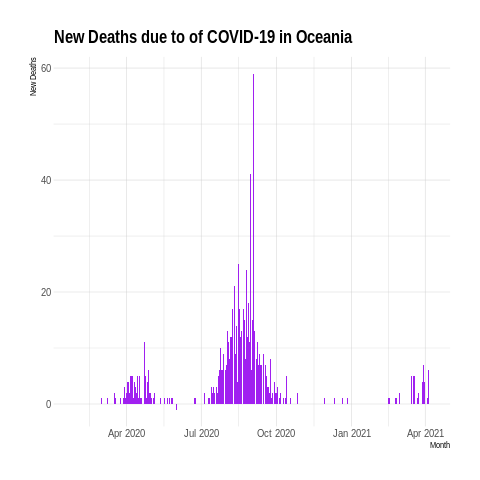 New Deaths due to of COVID-19 in Oceania
New Deaths
60
40
20
0
Apr 2020 Jul 2020 Oct 2020 Jan 2021 Apr 2021
Month